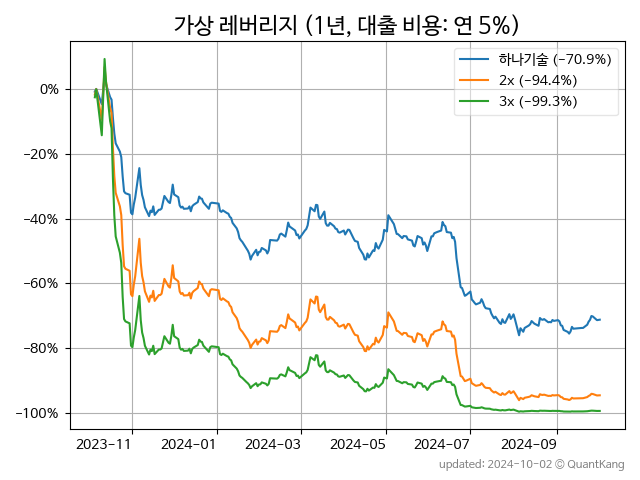 가상 레버리지 (1년, 대출 비용: 연 5%)
하나기술 (−70.9%)
2x (−94.4%)
3x (−99.3%)
0%
−20%
−40%
−60%
−80%
−100%
2023-11 2024-01 2024-03 2024-05 2024-07 2024-09
updated: 2024-10-02 © QuantKang